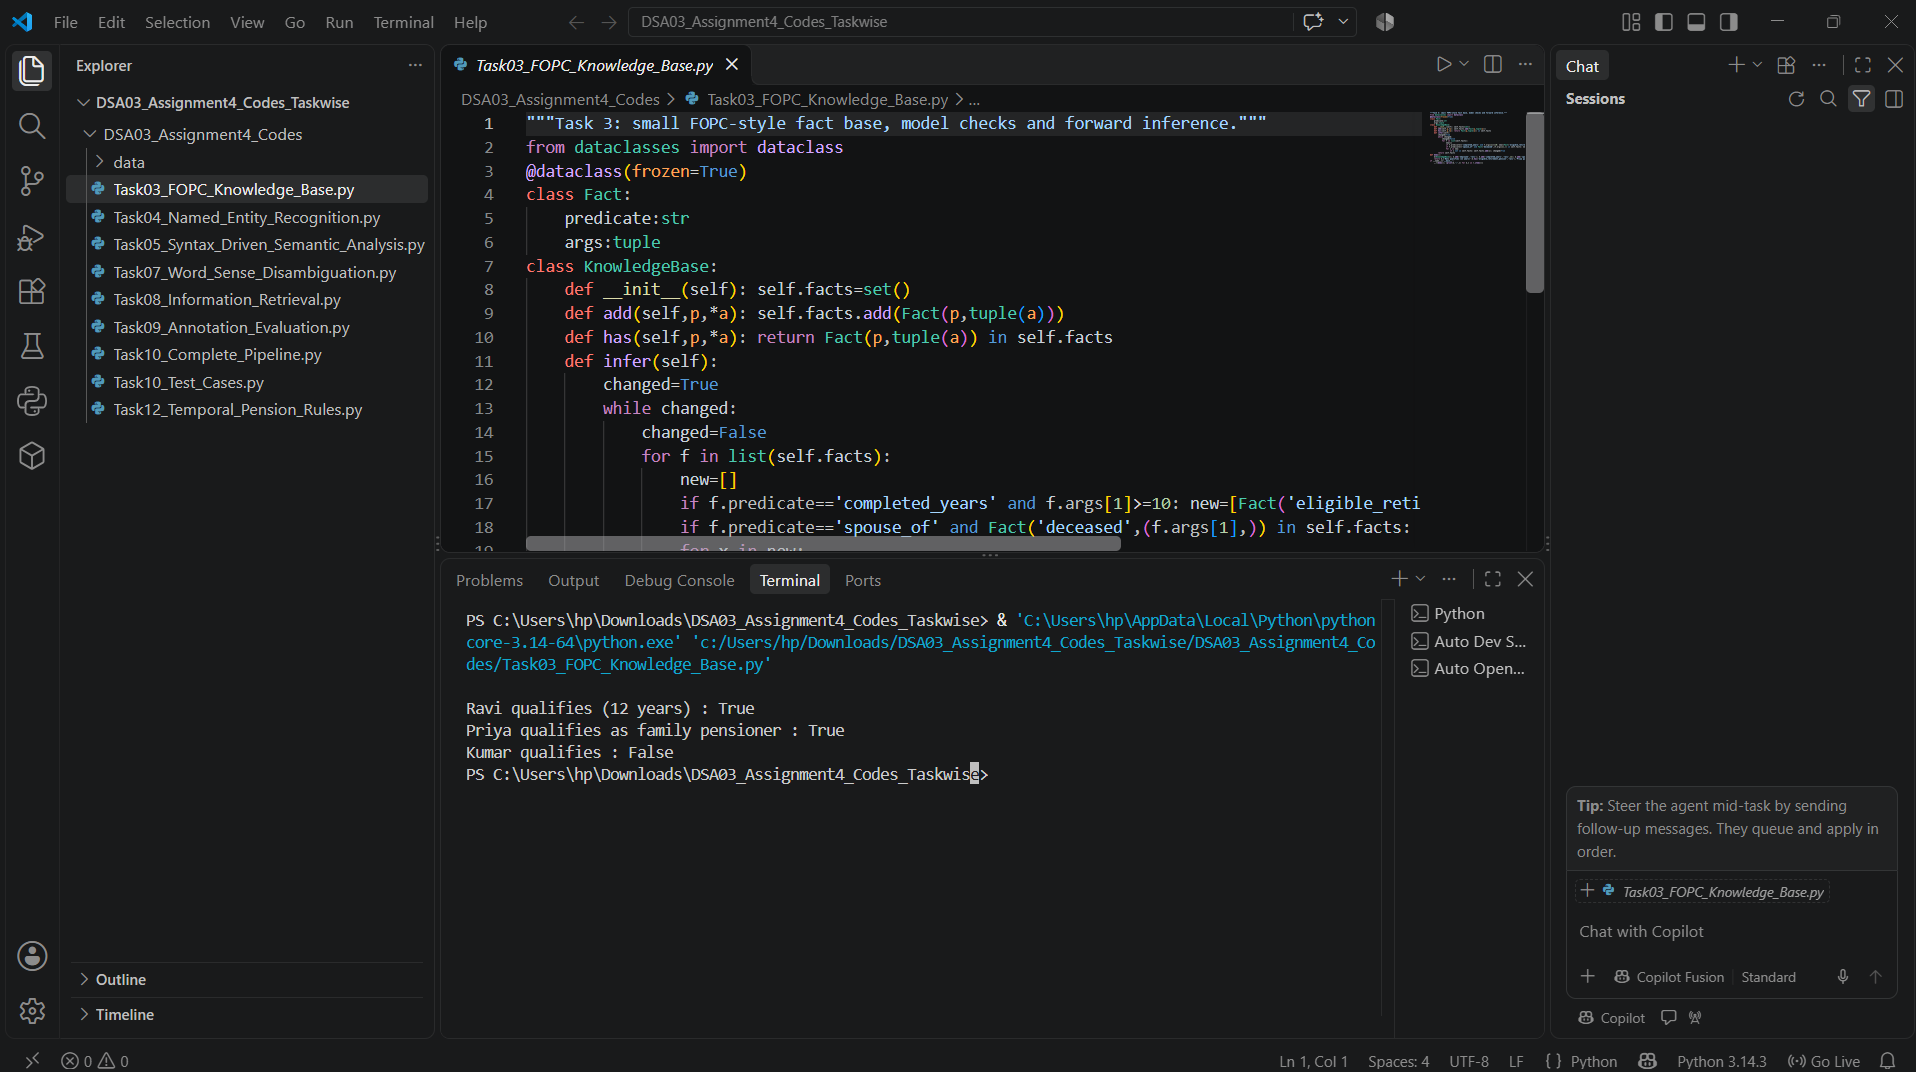 File Edit Selection View Go Run Terminal Help
DSA03_Assignment4_Codes_Taskwise
Explorer
DSA03_Assignment4_Codes_Taskwise
DSA03_Assignment4_Codes
data
Task03_FOPC_Knowledge_Base.py
Task04_Named_Entity_Recognition.py
Task05_Syntax_Driven_Semantic_Analysis.py
Task07_Word_Sense_Disambiguation.py
Task08_Information_Retrieval.py
Task09_Annotation_Evaluation.py
Task10_Complete_Pipeline.py
Task10_Test_Cases.py
Task12_Temporal_Pension_Rules.py
Outline
Timeline
Task03_FOPC_Knowledge_Base.py
DSA03_Assignment4_Codes > Task03_FOPC_Knowledge_Base.py > ...
1 """Task 3: small FOPC-style fact base, model checks and forward inference."""
2 from dataclasses import dataclass
3 @dataclass(frozen=True)
4 class Fact:
5 predicate:str
6 args:tuple
7 class KnowledgeBase:
8 def __init__(self): self.facts=set()
9 def add(self,p,*a): self.facts.add(Fact(p,tuple(a)))
10 def has(self,p,*a): return Fact(p,tuple(a)) in self.facts
11 def infer(self):
12 changed=True
13 while changed:
14 changed=False
15 for f in list(self.facts):
16 new=[]
17 if f.predicate=='completed_years' and f.args[1]>=10: new=[Fact('eligible_reti
18 if f.predicate=='spouse_of' and Fact('deceased',(f.args[1],)) in self.facts:
19 for x in new:
Problems Output Debug Console Terminal Ports
PS C:\Users\hp\Downloads\DSA03_Assignment4_Codes_Taskwise> & 'C:\Users\hp\AppData\Local\Python\python
core-3.14-64\python.exe' 'c:/Users/hp/Downloads/DSA03_Assignment4_Codes_Taskwise/DSA03_Assignment4_Co
des/Task03_FOPC_Knowledge_Base.py'
Ravi qualifies (12 years) : True
Priya qualifies as family pensioner : True
Kumar qualifies : False
PS C:\Users\hp\Downloads\DSA03_Assignment4_Codes_Taskwise>
Python
Auto Dev S...
Auto Open...
Chat
Sessions
Tip: Steer the agent mid-task by sending
follow-up messages. They queue and apply in
order.
Task03_FOPC_Knowledge_Base.py
Chat with Copilot
Copilot Fusion Standard
Copilot
0 0
Ln 1, Col 1 Spaces: 4 UTF-8 LF { } Python Python 3.14.3 Go Live